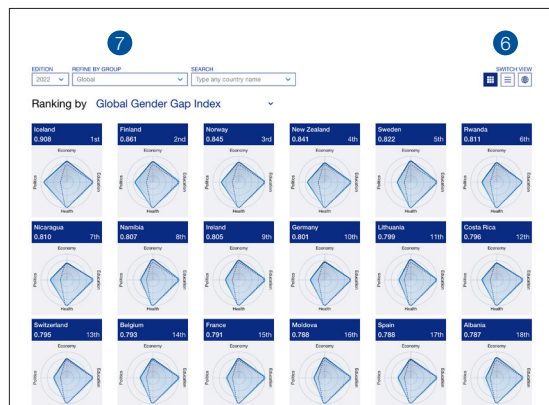 7
6
EDITION REFINE BY GROUP SEARCH SWITCH VIEW
2022 Global Type any country name
Ranking by Global Gender Gap Index
Iceland Finland Norway New Zealand Sweden Rwanda
0.908 1st 0.861 2nd 0.845 3rd 0.841 4th 0.822 5th 0.811 6th
Economy Economy Economy Economy Economy Economy
Politics Education Politics Education Politics Education Politics Education Politics Education Politics Education
Health Health Health Health Health Health
Nicaragua Namibia Ireland Germany Lithuania Costa Rica
0.810 7th 0.807 8th 0.805 9th 0.801 10th 0.799 11th 0.796 12th
Economy Economy Economy Economy Economy Economy
Politics Education Politics Education Politics Education Politics Education Politics Education Politics Education
Health Health Health Health Health Health
Switzerland Belgium France Moldova Spain Albania
0.795 13th 0.793 14th 0.791 15th 0.788 16th 0.788 17th 0.787 18th
Economy Economy Economy Economy Economy Economy
Politics Education Politics Education Politics Education Politics Education Politics Education Politics Education